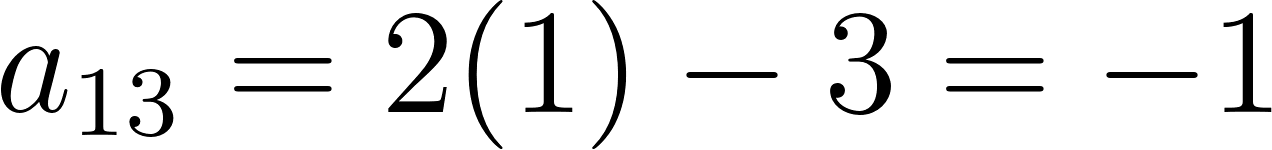 a₁₃ = 2(1) − 3 = −1